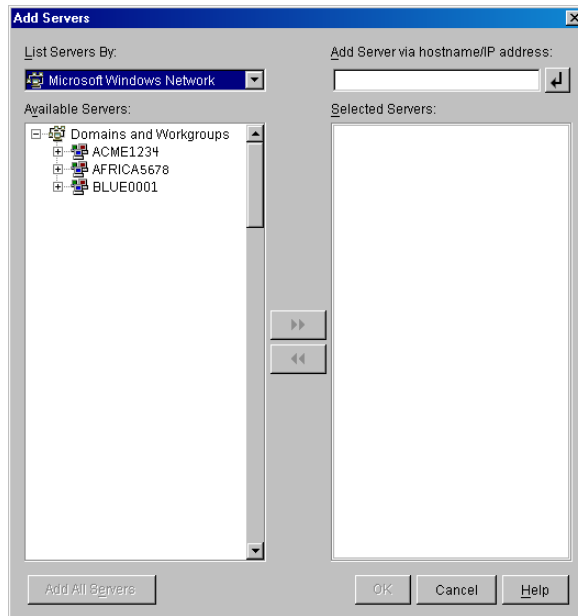 Add Servers
List Servers By:
Microsoft Windows Network
Add Server via hostname/IP address:
Available Servers:
Domains and Workgroups
ACME1234
AFRICA5678
BLUE0001
Selected Servers:
Add All Servers
OK
Cancel
Help